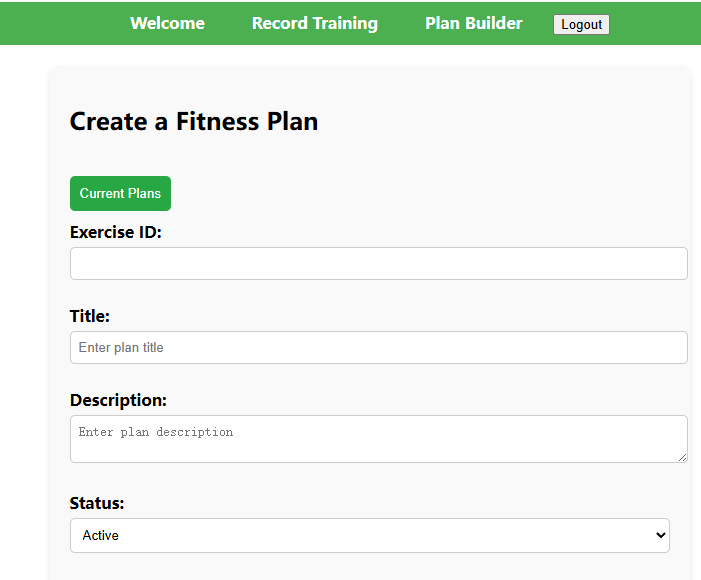 Welcome Record Training Plan Builder Logout
Create a Fitness Plan
Current Plans
Exercise ID:
Title:
Enter plan title
Description:
Enter plan description
Status:
Active